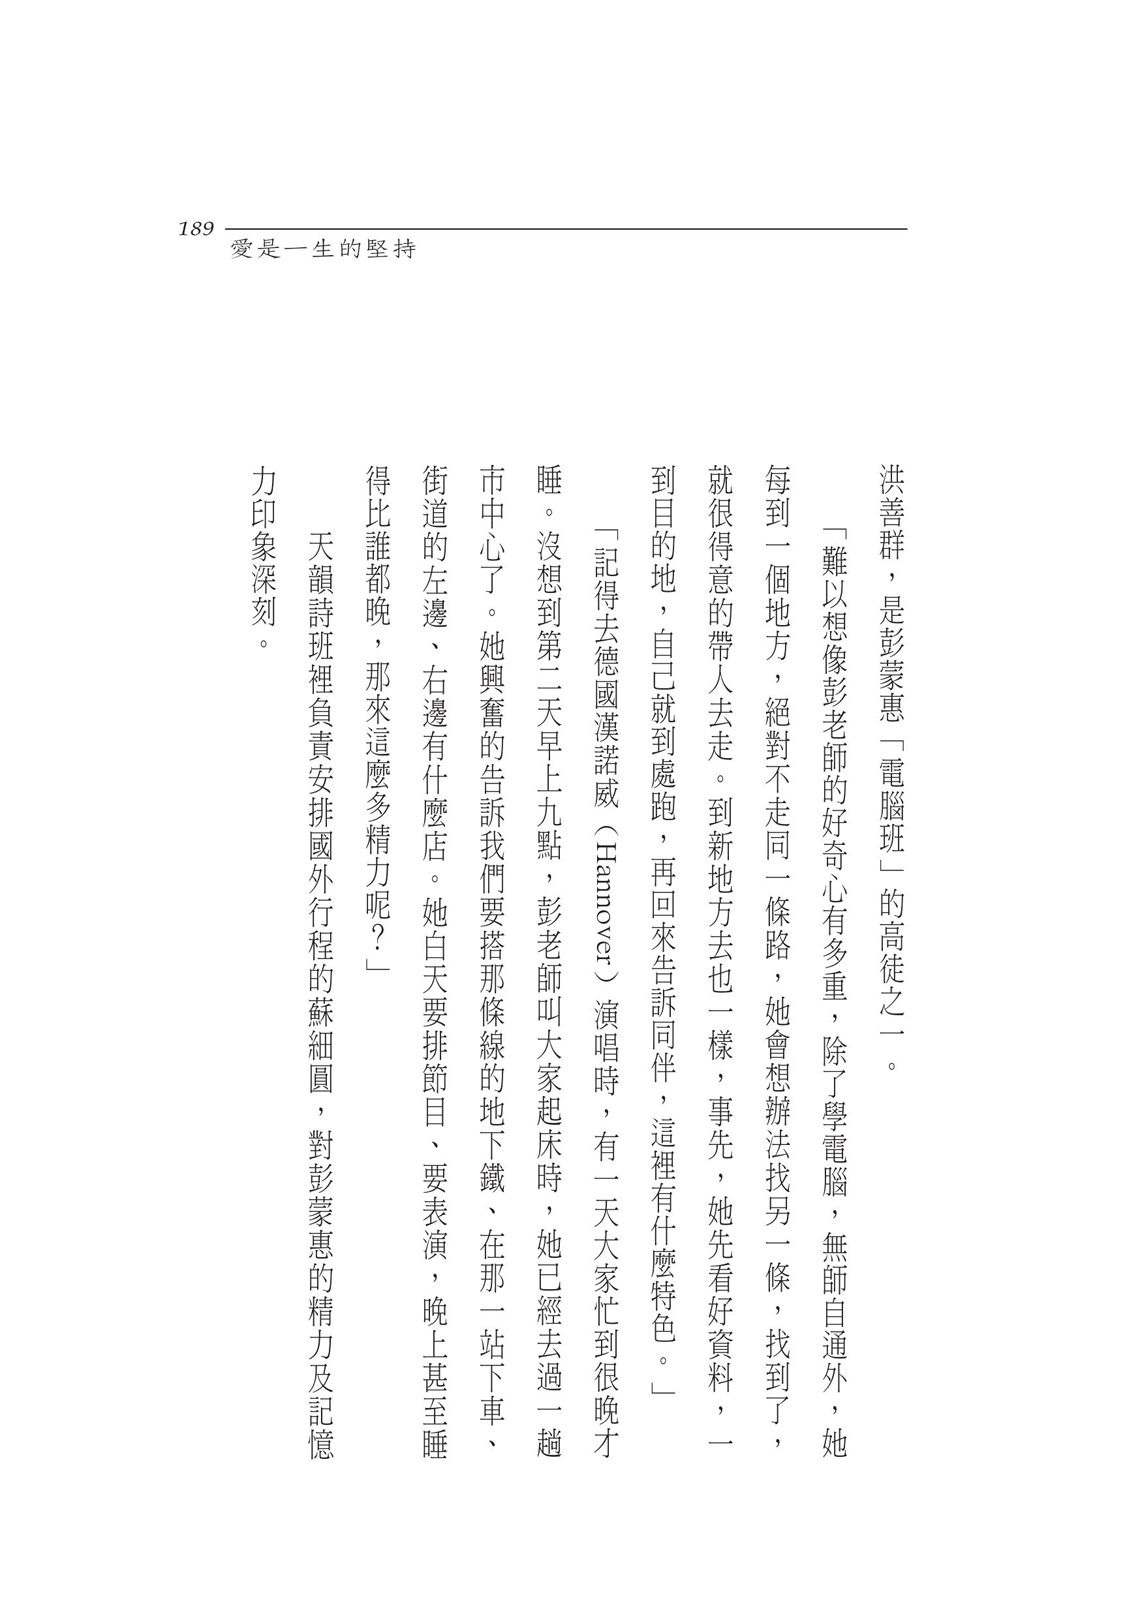 189
愛是一生的堅持
洪善群，是彭蒙惠「電腦班」的高徒之一。
「難以想像彭老師的好奇心有多重，除了學電腦，無師自通外，她
每到一個地方，絕對不走同一條路，她會想辦法找另一條，找到了，
就很得意的帶人去走。到新地方去也一樣，事先，她先看好資料，一
到目的地，自己就到處跑，再回來告訴同伴，這裡有什麼特色。」
「記得去德國漢諾威（Hannover）演唱時，有一天大家忙到很晚才
睡。沒想到第二天早上九點，彭老師叫大家起床時，她已經去過一趟
市中心了。她興奮的告訴我們要搭那條線的地下鐵、在那一站下車、
街道的左邊、右邊有什麼店。她白天要排節目、要表演，晚上甚至睡
得比誰都晚，那來這麼多精力呢？」
天韻詩班裡負責安排國外行程的蘇細圓，對彭蒙惠的精力及記憶
力印象深刻。